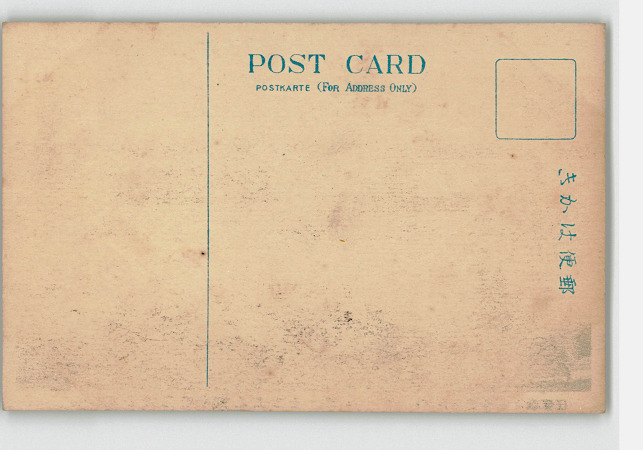 POST CARD
POSTKARTE (FOR ADDRESS ONLY)
郵便はかき